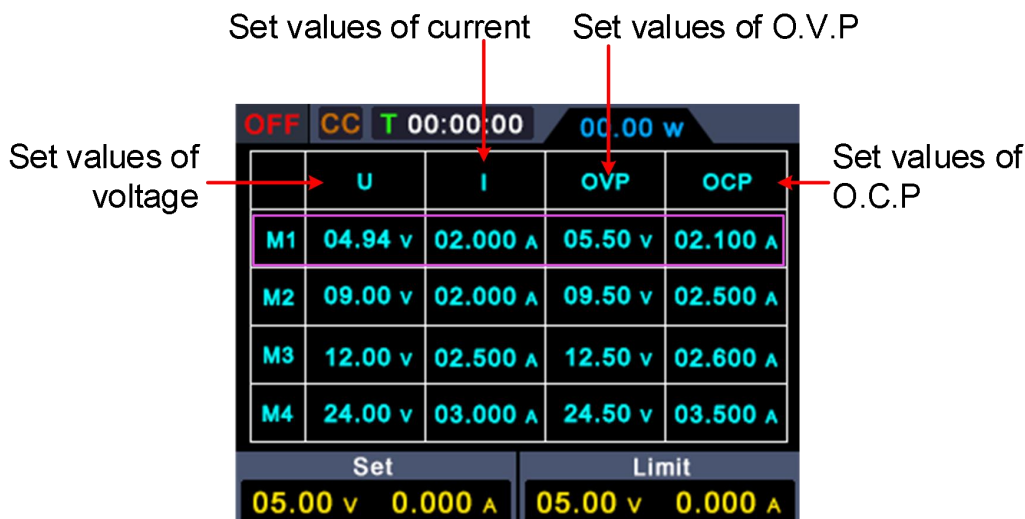 Set values of current
Set values of O.V.P
OFF CC T 00:00:00 00.00 W
Set values of
voltage
Set values of
O.C.P
U I OVP OCP
M1 04.94 V 02.000 A 05.50 V 02.100 A
M2 09.00 V 02.000 A 09.50 V 02.500 A
M3 12.00 V 02.500 A 12.50 V 02.600 A
M4 24.00 V 03.000 A 24.50 V 03.500 A
Set Limit
05.00 V 0.000 A 05.00 V 0.000 A